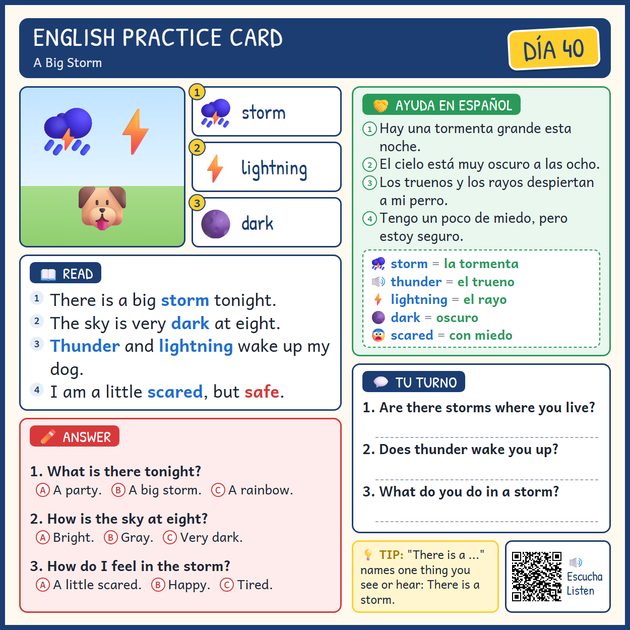 ENGLISH PRACTICE CARD
A Big Storm
DÍA 40
1 storm
2 lightning
3 dark
READ
1 There is a big storm tonight.
2 The sky is very dark at eight.
3 Thunder and lightning wake up my
dog.
4 I am a little scared, but safe.
ANSWER
1. What is there tonight?
A A party. B A big storm. C A rainbow.
2. How is the sky at eight?
A Bright. B Gray. C Very dark.
3. How do I feel in the storm?
A A little scared. B Happy. C Tired.
AYUDA EN ESPAÑOL
1 Hay una tormenta grande esta
noche.
2 El cielo está muy oscuro a las ocho.
3 Los truenos y los rayos despiertan
a mi perro.
4 Tengo un poco de miedo, pero
estoy seguro.
storm = la tormenta
thunder = el trueno
lightning = el rayo
dark = oscuro
scared = con miedo
TU TURNO
1. Are there storms where you live?
2. Does thunder wake you up?
3. What do you do in a storm?
TIP: "There is a ..."
names one thing you
see or hear: There is a
storm.
Escucha
Listen